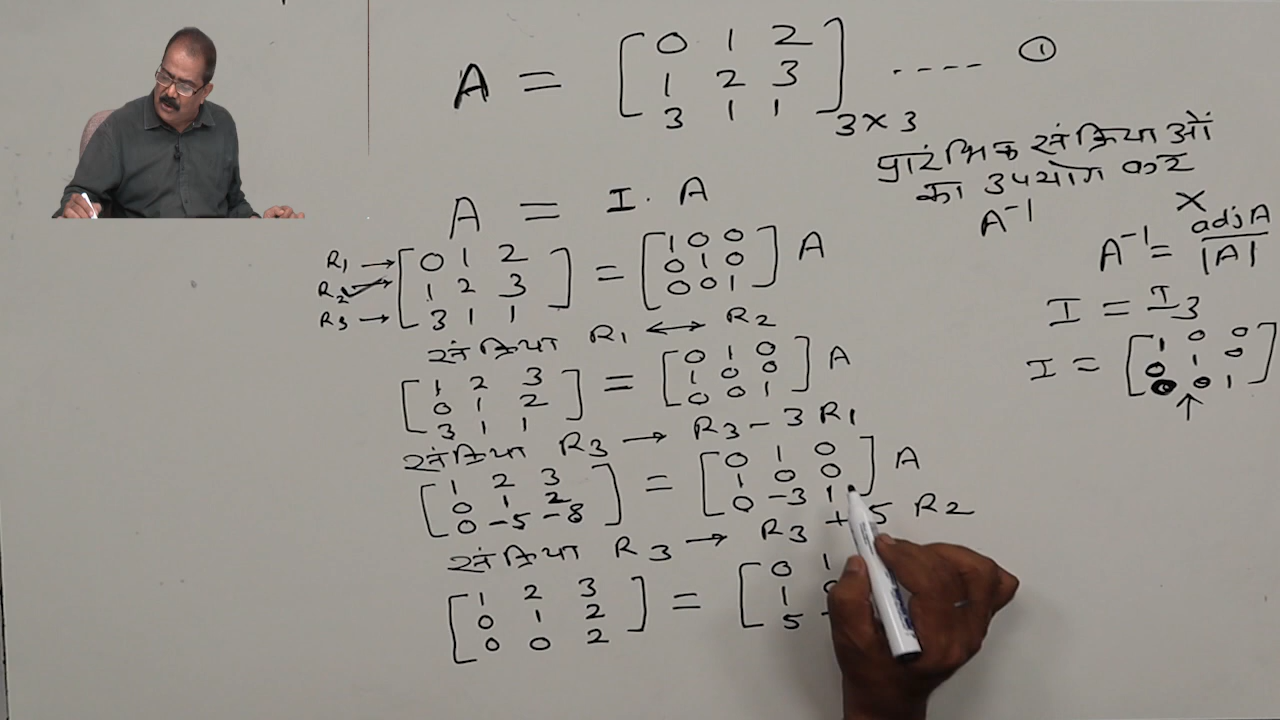 A = [ 0 1 2
1 2 3
3 1 1 ] 3×3 ---- ①
प्रारंभिक संक्रियाओं
का उपयोग कर
A⁻¹
A = I. A
R1 → [ 0 1 2 ] = [ 1 0 0 ] A
R2 → [ 1 2 3 ] [ 0 1 0 ]
R3 → [ 3 1 1 ] [ 0 0 1 ]
संक्रिया R1 ↔ R2
[ 1 2 3 ] = [ 0 1 0 ] A
[ 0 1 2 ] [ 1 0 0 ]
[ 3 1 1 ] [ 0 0 1 ]
संक्रिया R3 → R3 - 3 R1
[ 1 2 3 ] = [ 0 1 0 ] A
[ 0 1 2 ] [ 1 0 0 ]
[ 0 -5 -8 ] [ 0 -3 1 ]
संक्रिया R3 → R3 + 5 R2
[ 1 2 3 ] = [ 0 1
[ 0 1 2 ] [ 1
[ 0 0 2 ] [ 5
×
A⁻¹ = adjA / |A|
I = I3
I = [ 1 0 0
0 1 0
0 0 1 ]
↑